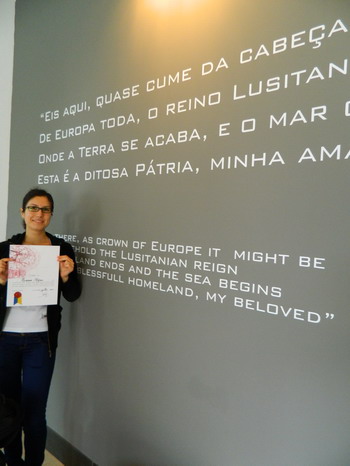 “EIS AQUI, QUASE CUME DA CABEÇA
DE EUROPA TODA, O REINO LUSITAN
ONDE A TERRA SE ACABA, E O MAR
ESTA É A DITOSA PÁTRIA, MINHA AMA
THERE, AS CROWN OF EUROPE IT MIGHT BE
HOLD THE LUSITANIAN REIGN
LAND ENDS AND THE SEA BEGINS
BLESSFULL HOMELAND, MY BELOVED”